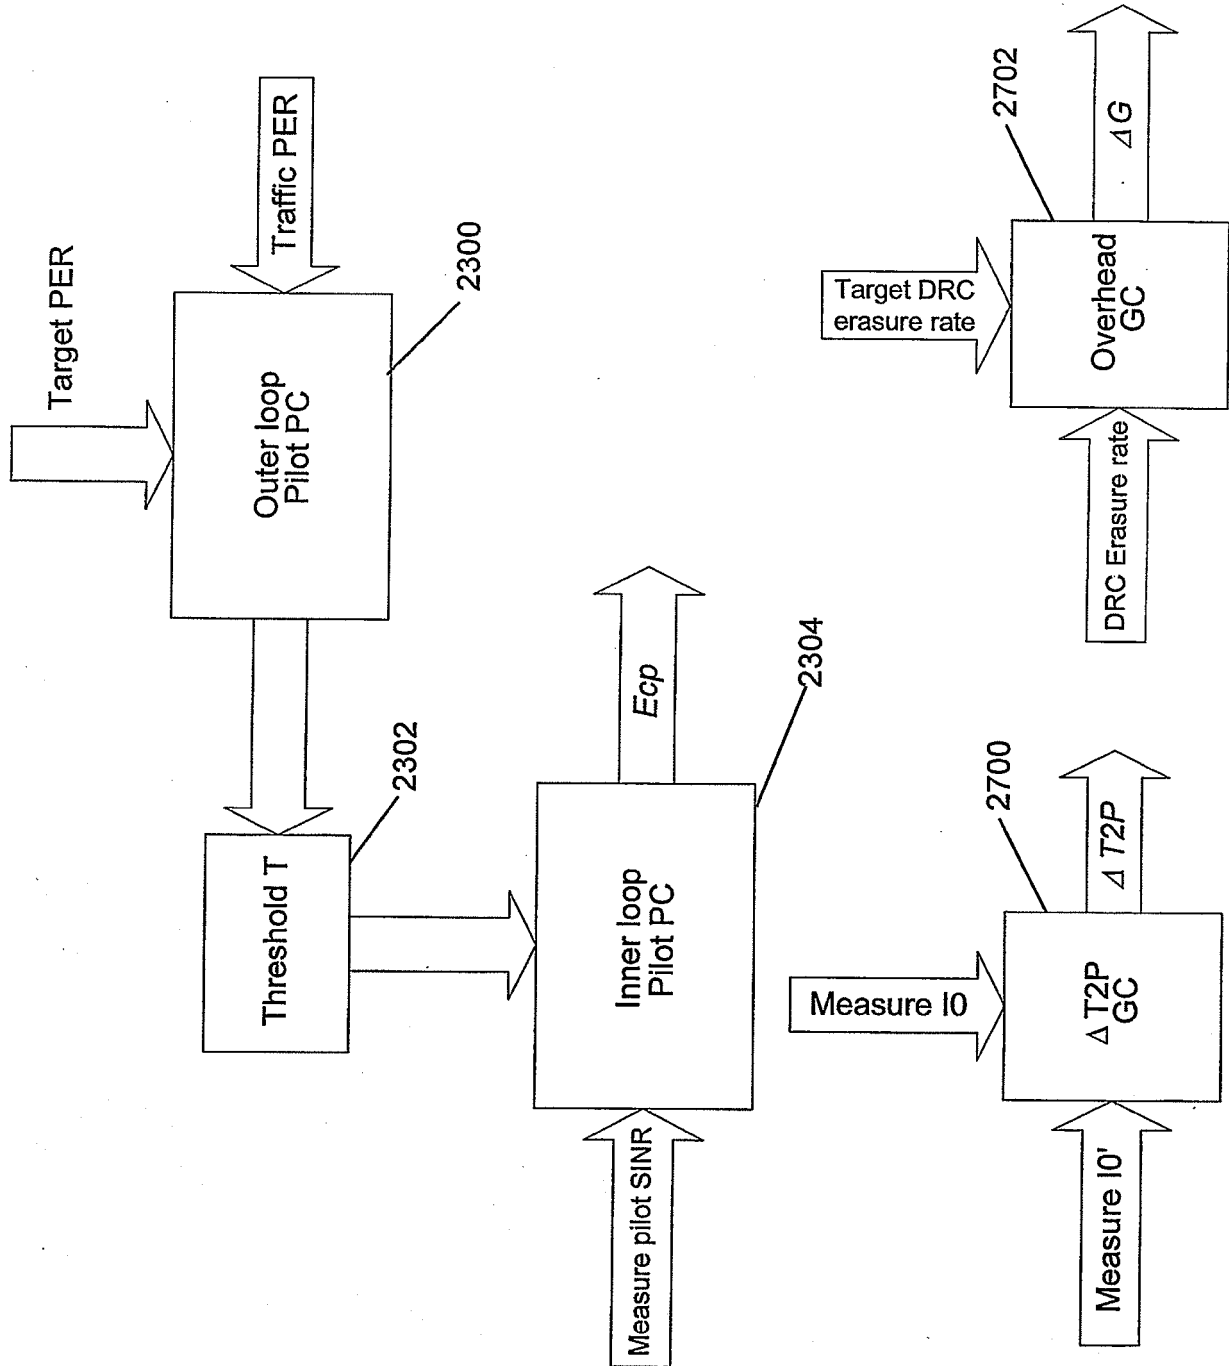 Target PER
Traffic PER
Outer loop
Pilot PC
2300
Threshold T
2302
Measure pilot SINR
Inner loop
Pilot PC
Ecp
2304
Measure I0
Measure I0'
Δ T2P
GC
Δ T2P
2700
Target DRC
erasure rate
DRC Erasure rate
Overhead
GC
Δ G
2702